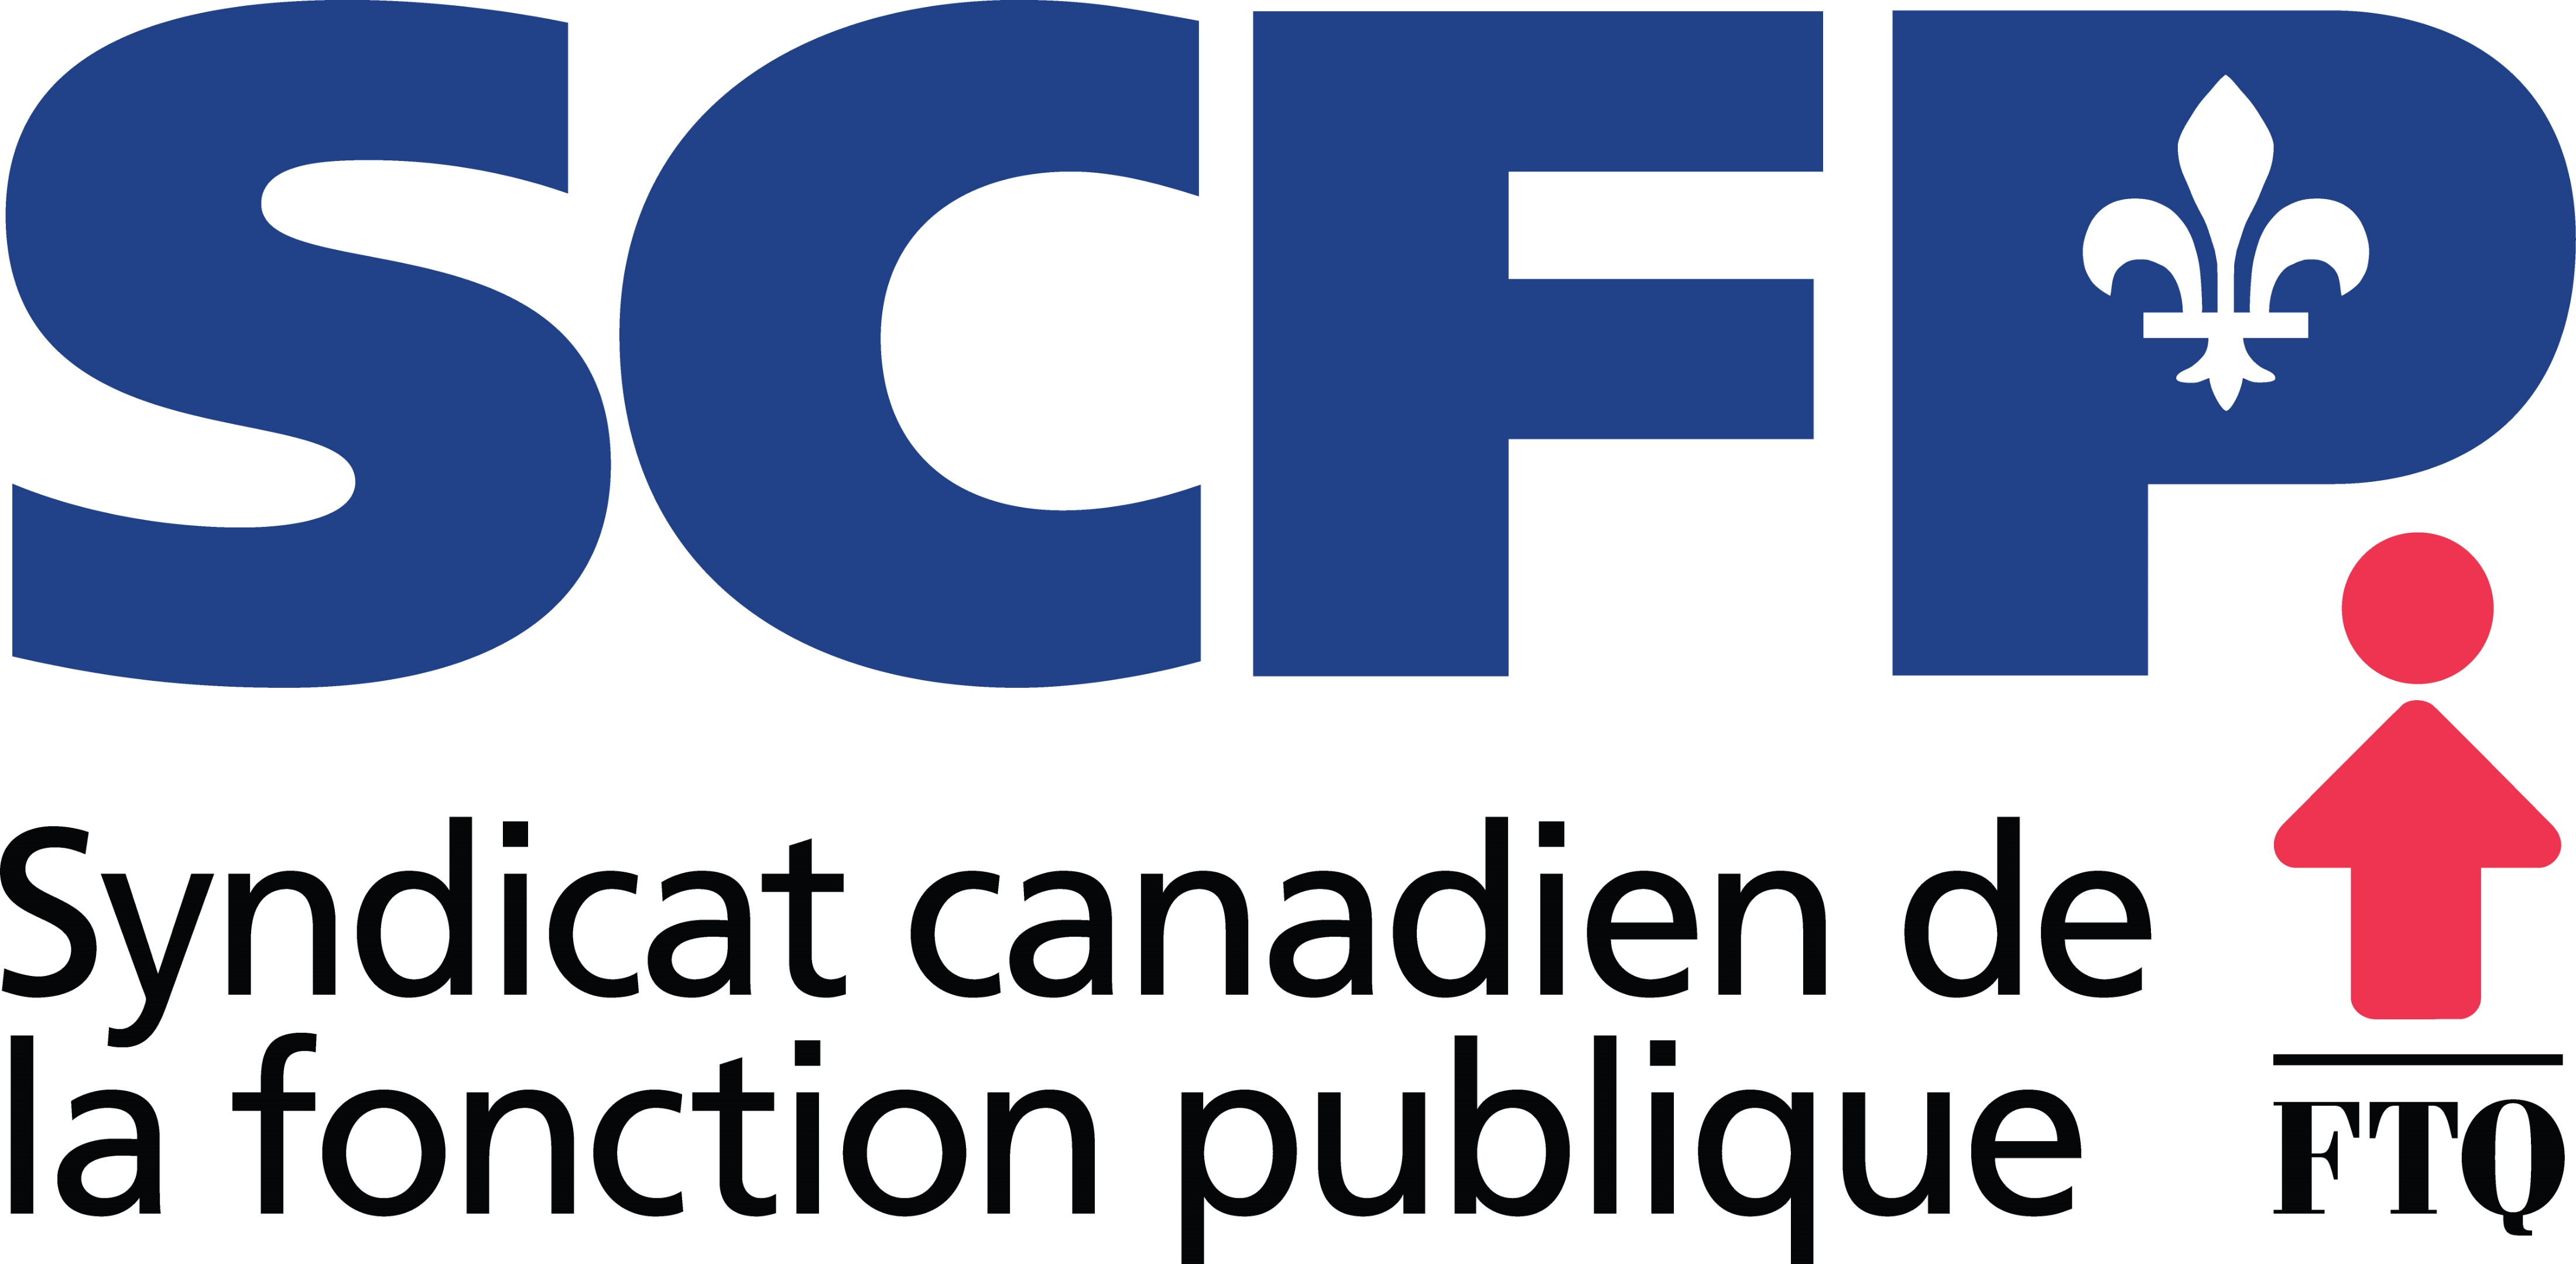 SCFP
Syndicat canadien de
la fonction publique
FTQ